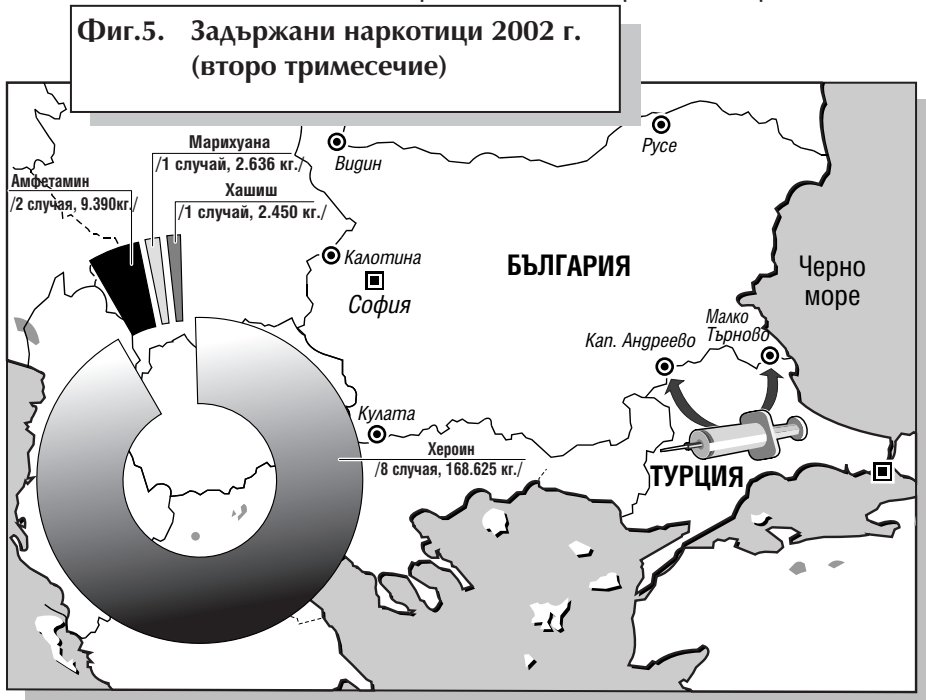 Фиг.5. Задържани наркотици 2002 г.
(второ тримесечие)
Марихуана
/1 случай, 2.636 кг./
Амфетамин
/2 случая, 9.390кг./
Хашиш
/1 случай, 2.450 кг./
Видин
Русе
Калотина
София
БЪЛГАРИЯ
Черно
море
Малко
Търново
Кап. Андреево
Кулата
Хероин
/8 случая, 168.625 кг./
ТУРЦИЯ